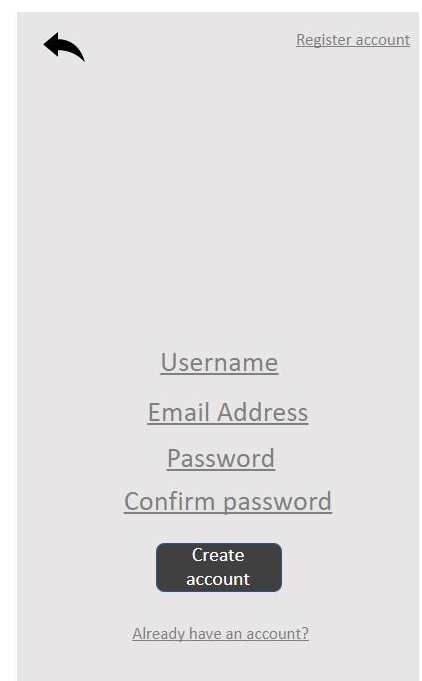 Register account
Username
Email Address
Password
Confirm password
Create
account
Already have an account?